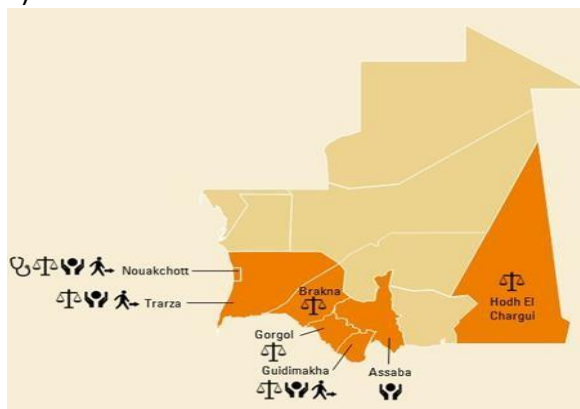 Nouakchott
Trarza
Brakna
Hodh El
Chargui
Gorgol
Guidimakha
Assaba